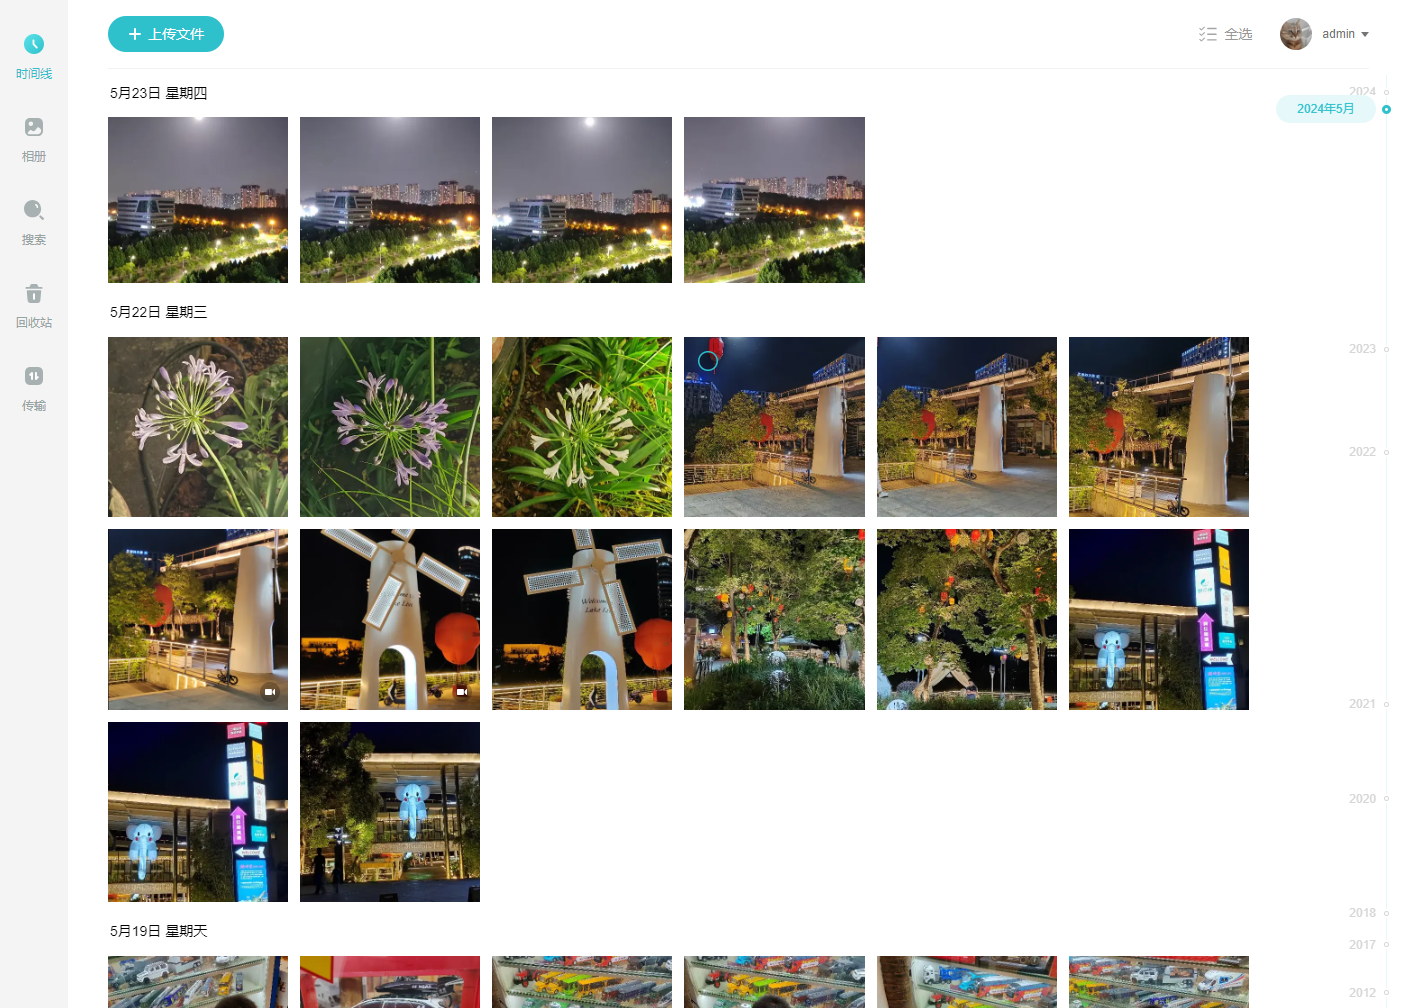 上传文件
全选
admin
时间线
相册
搜索
回收站
传输
2024
2024年5月
2023
2022
2021
2020
2018
2017
2012
5月23日 星期四
5月22日 星期三
5月19日 星期天